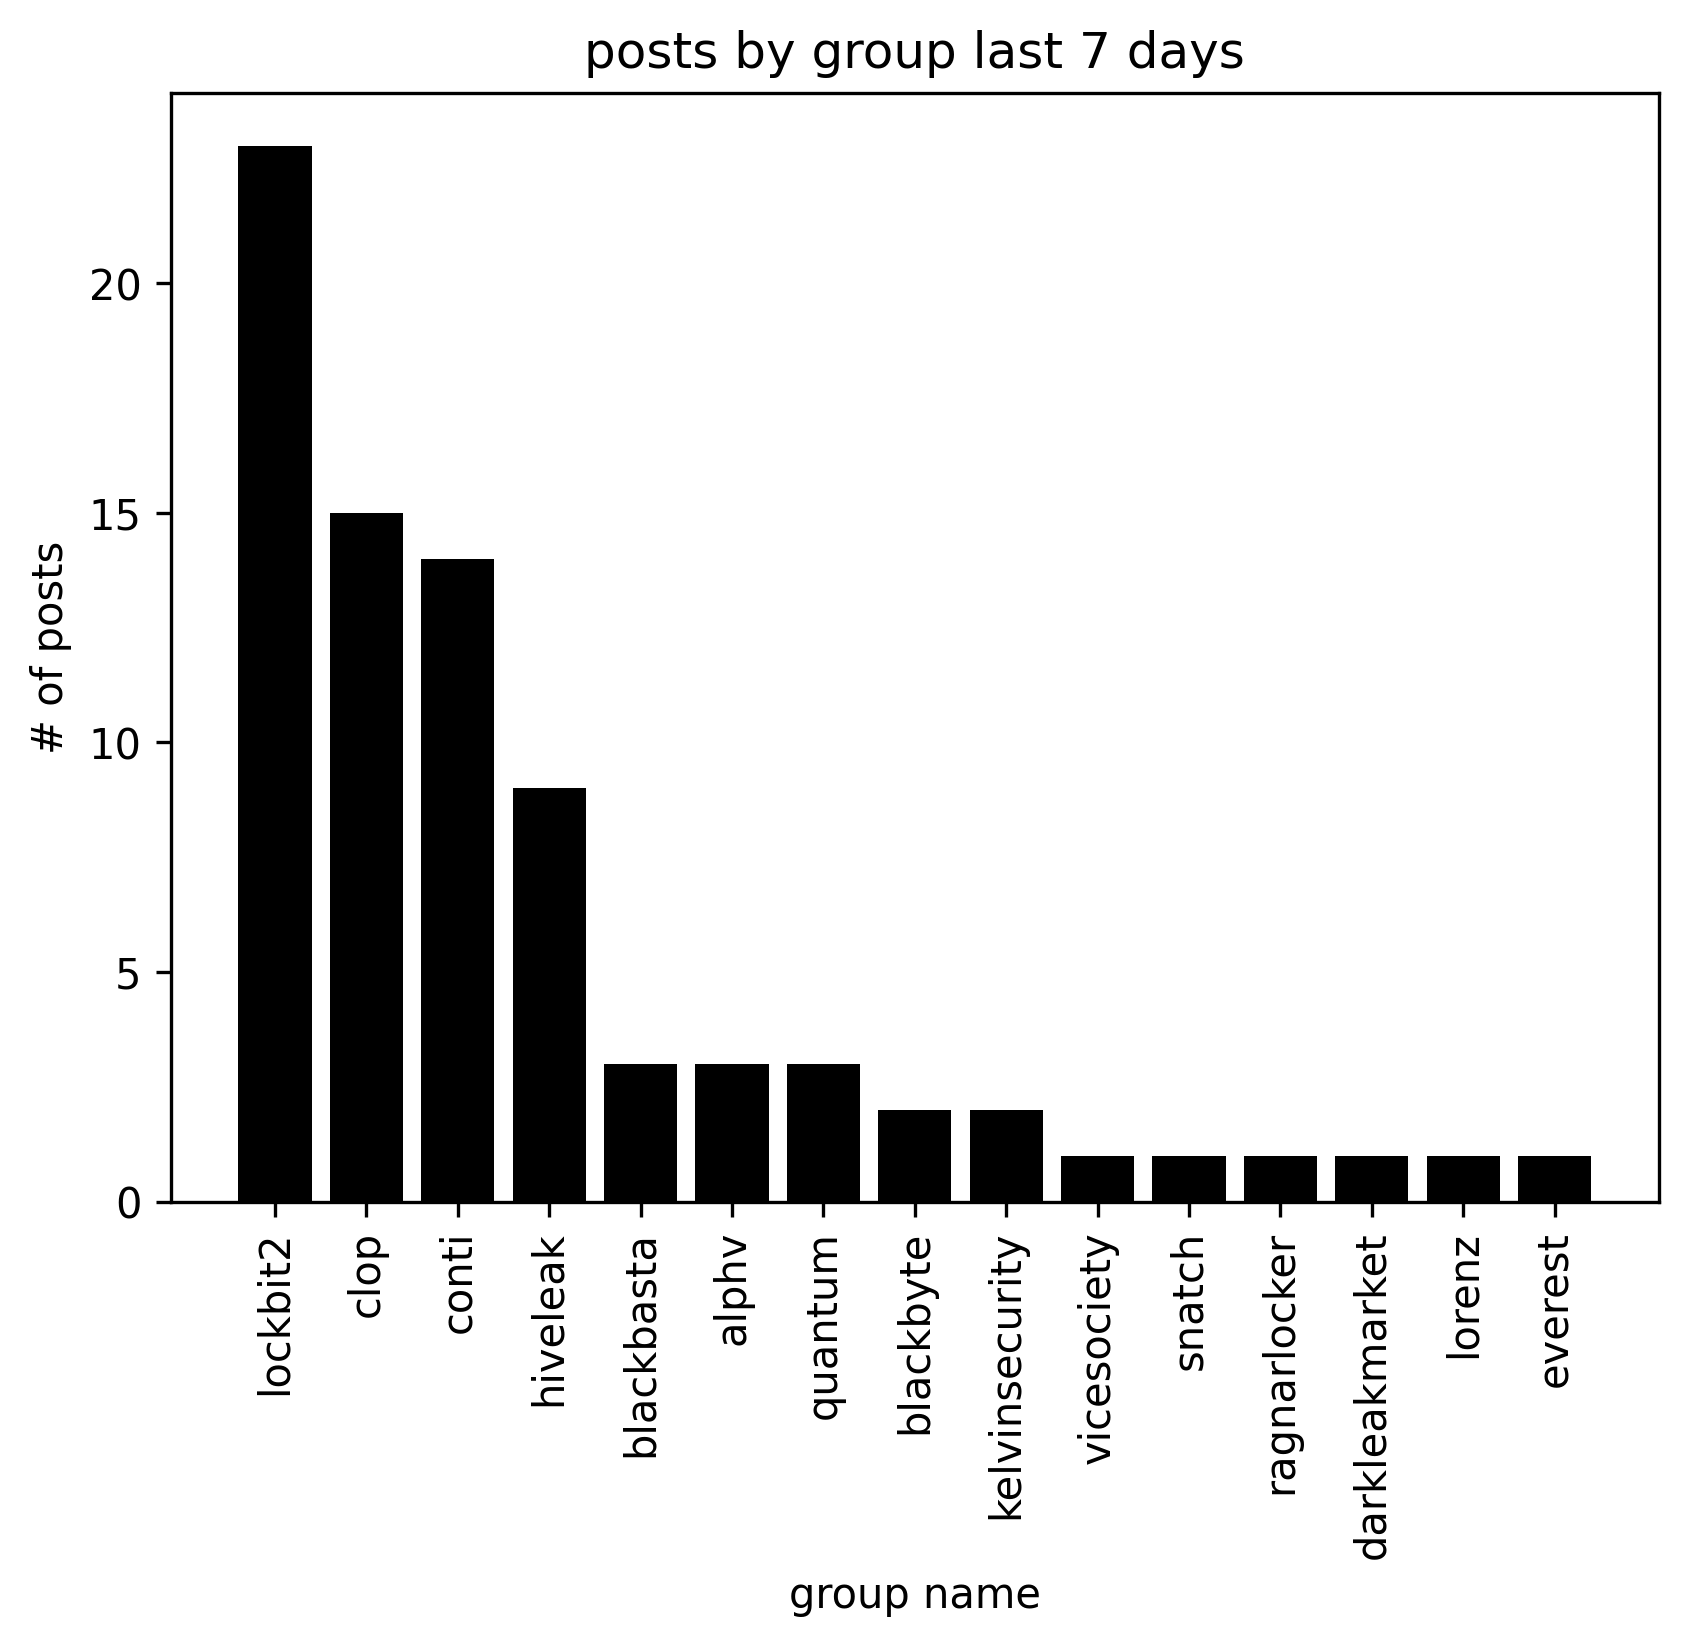 posts by group last 7 days
# of posts
20
15
10
5
0
lockbit2
clop
conti
hiveleak
blackbasta
alphv
quantum
blackbyte
kelvinsecurity
vicesociety
snatch
ragnarlocker
darkleakmarket
lorenz
everest
group name